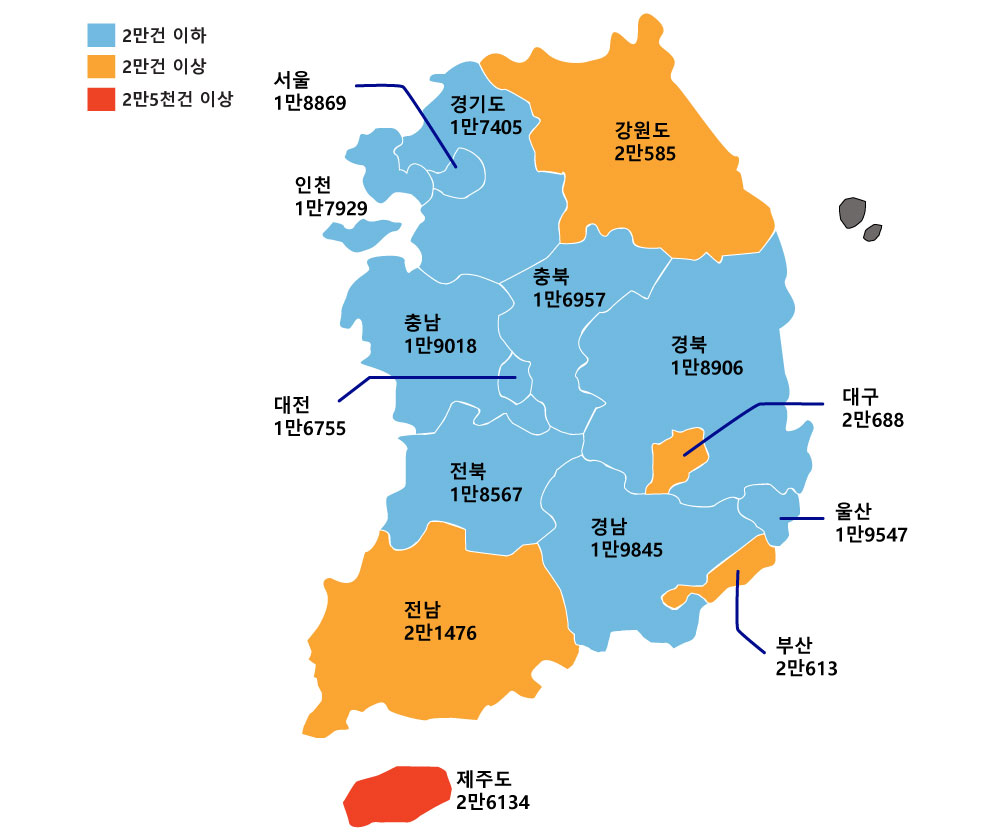 2만건 이하
2만건 이상
2만5천건 이상
서울
1만8869
경기도
1만7405
강원도
2만585
인천
1만7929
충북
1만6957
충남
1만9018
경북
1만8906
대전
1만6755
대구
2만688
전북
1만8567
울산
1만9547
경남
1만9845
전남
2만1476
부산
2만613
제주도
2만6134